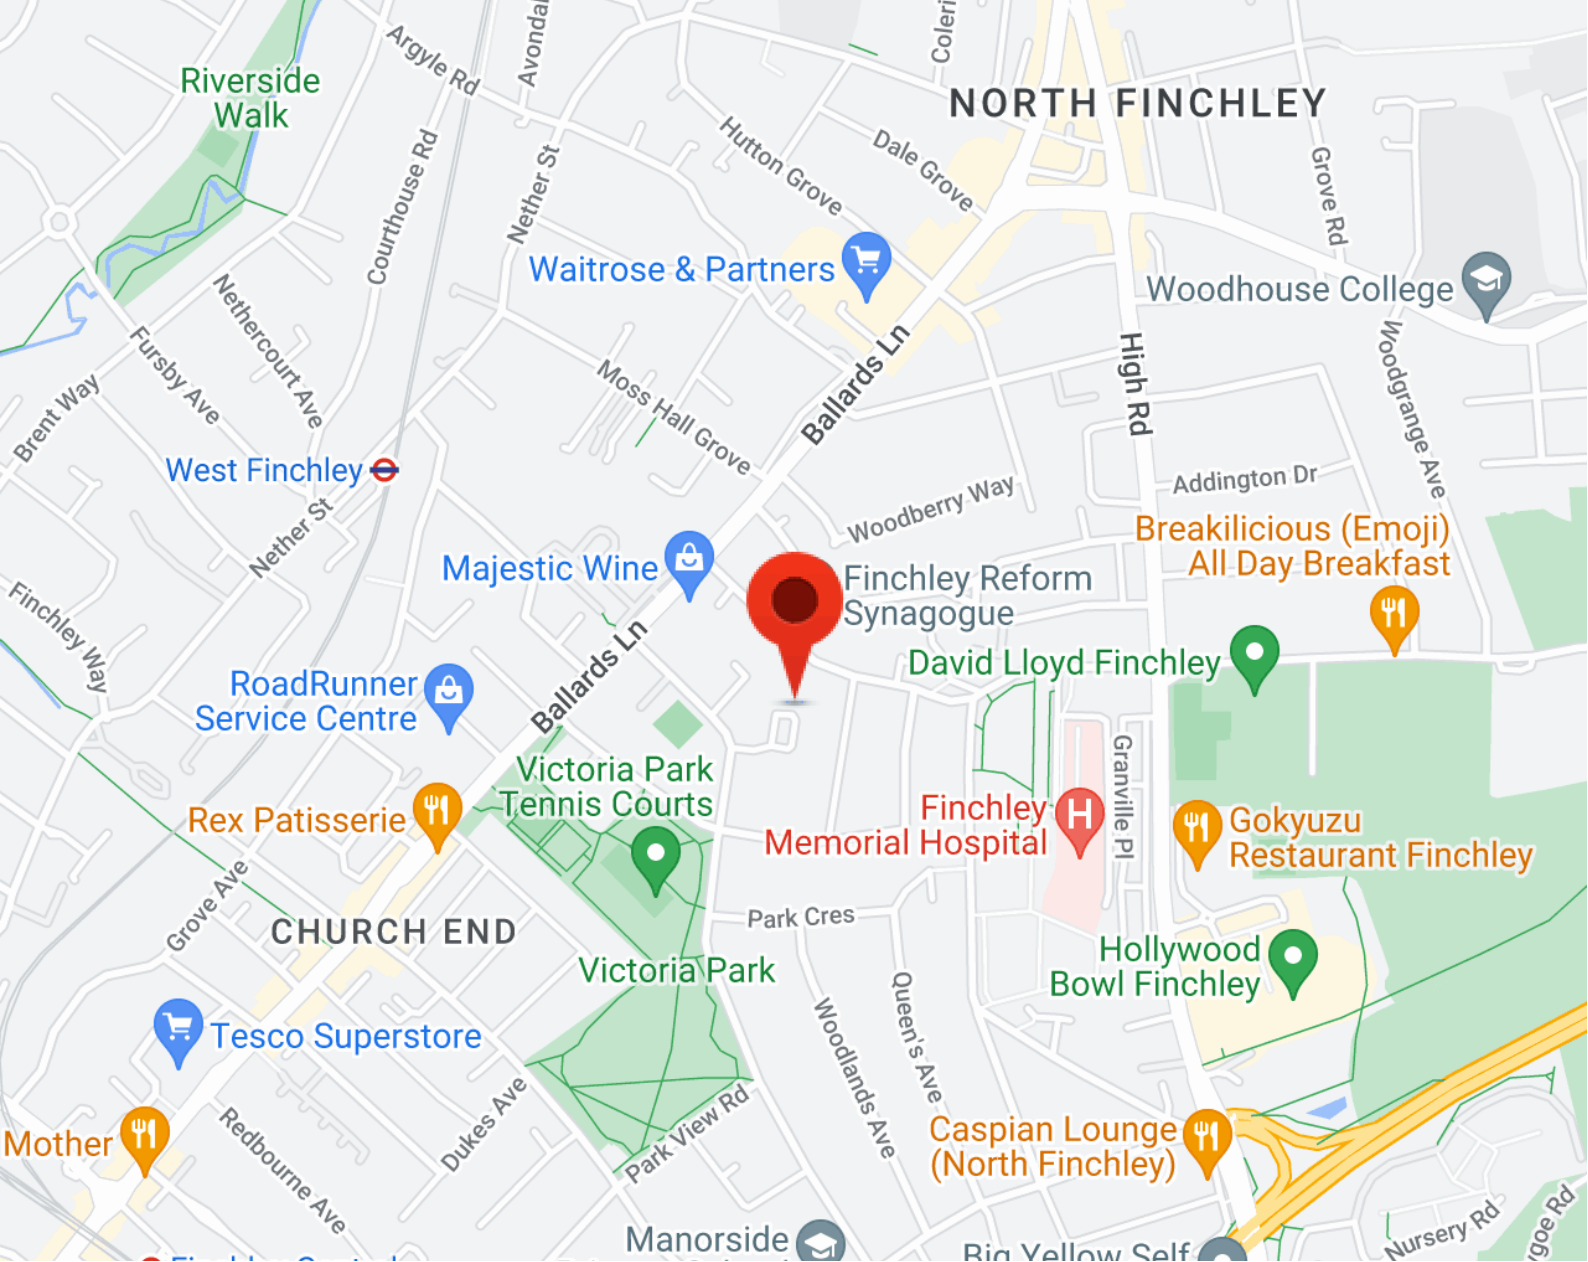 Riverside
Walk
Argyle Rd
Avondal
Coleri
NORTH FINCHLEY
Courthouse Rd
Nether St
Hutton Grove
Dale Grove
Grove Rd
Waitrose & Partners
Woodhouse College
Nethercourt Ave
Fursby Ave
Brent Way
Moss Hall Grove
Ballards Ln
High Rd
Woodgrange Ave
West Finchley
Nether St
Addington Dr
Woodberry Way
Breakilicious (Emoji)
All Day Breakfast
Majestic Wine
Finchley Reform
Synagogue
Finchley Way
David Lloyd Finchley
RoadRunner
Service Centre
Ballards Ln
Victoria Park
Tennis Courts
Granville Pl
Rex Patisserie
Finchley
Memorial Hospital
H
Gokyuzu
Restaurant Finchley
Grove Ave
CHURCH END
Park Cres
Victoria Park
Hollywood
Bowl Finchley
Queen's Ave
Woodlands Ave
Tesco Superstore
Dukes Ave
Park View Rd
Mother
Redbourne Ave
Caspian Lounge
(North Finchley)
Manorside
Big Yellow Self
Nursery Rd
ygoe Rd